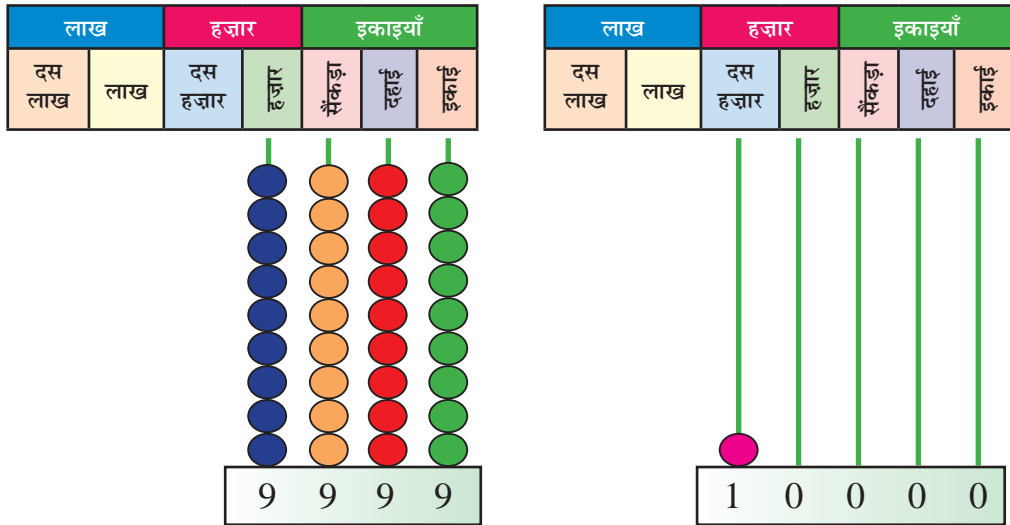 लाख हज़ार इकाइयाँ
दस लाख लाख दस हज़ार हज़ार सैंकड़ा दहाई इकाई
9 9 9 9
लाख हज़ार इकाइयाँ
दस लाख लाख दस हज़ार हज़ार सैंकड़ा दहाई इकाई
1 0 0 0 0